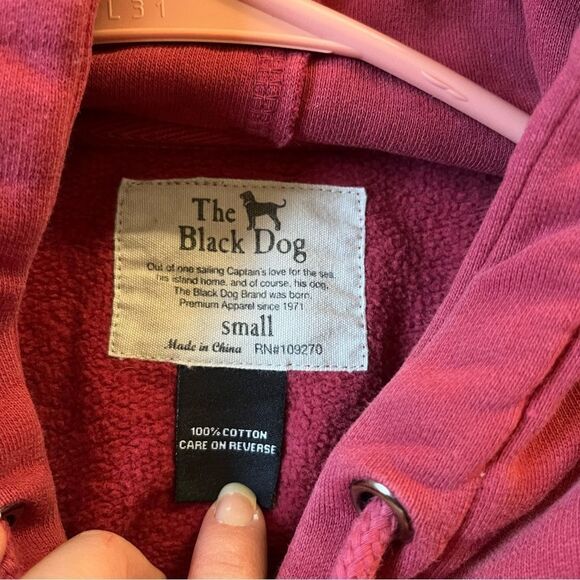 L31
The
Black Dog
Out of one sailing Captain's love for the sea,
his island home, and of course, his dog,
The Black Dog Brand was born.
Premium Apparel since 1971
small
Made in China RN#109270
100% COTTON
CARE ON REVERSE